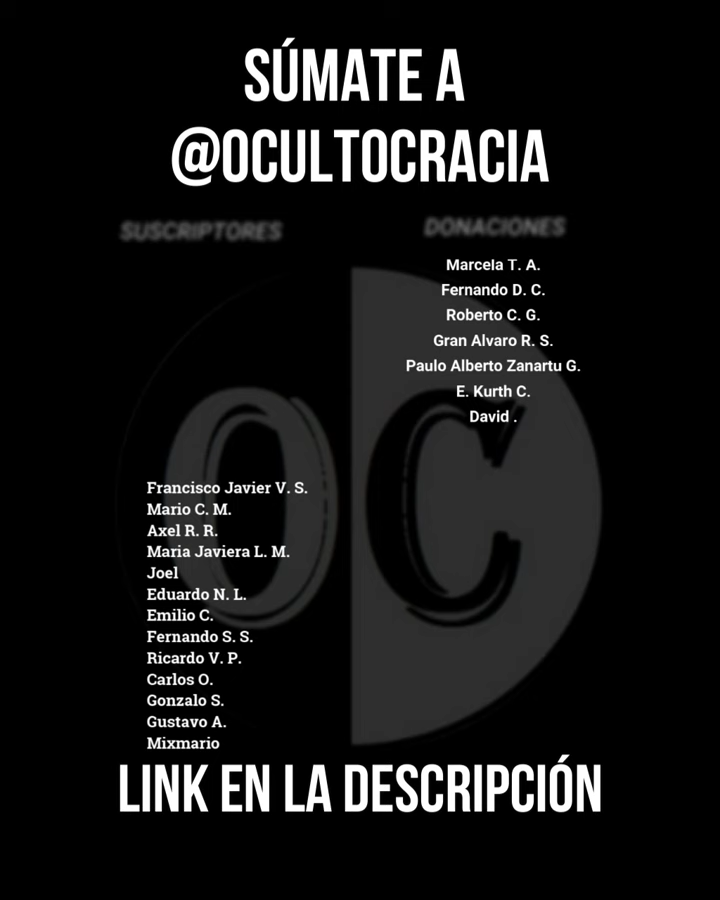 SÚMATE A
@OCULTOCRACIA
SUSCRIPTORES
Francisco Javier V. S.
Mario C. M.
Axel R. R.
Maria Javiera L. M.
Joel
Eduardo N. L.
Emilio C.
Fernando S. S.
Ricardo V. P.
Carlos O.
Gonzalo S.
Gustavo A.
Mixmario
DONACIONES
Marcela T. A.
Fernando D. C.
Roberto C. G.
Gran Alvaro R. S.
Paulo Alberto Zanartu G.
E. Kurth C.
David .
OC
LINK EN LA DESCRIPCIÓN